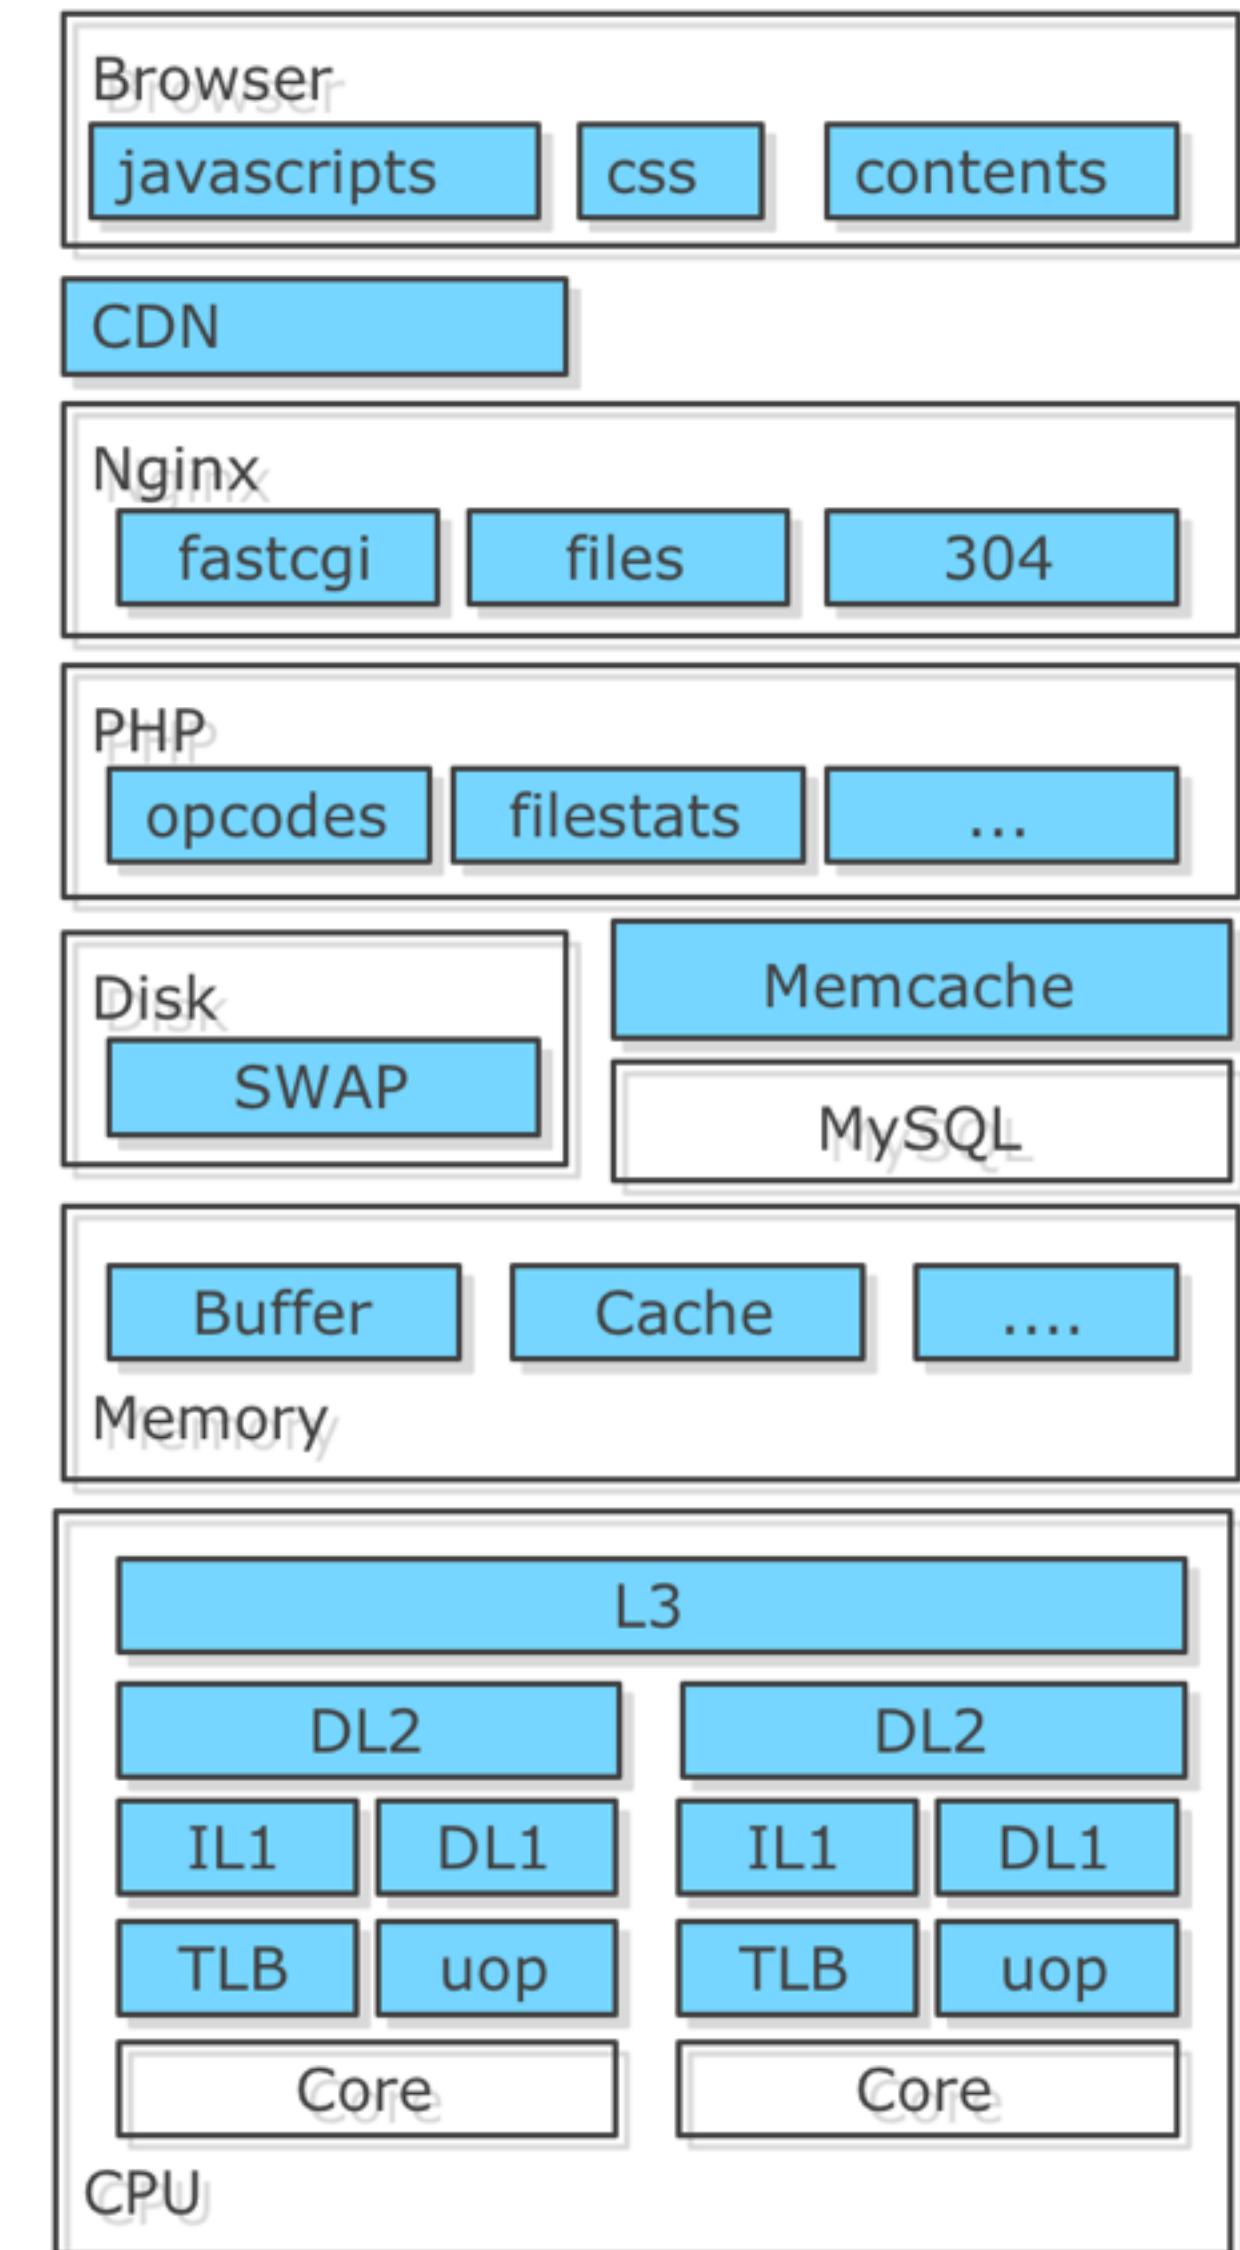 Browser
javascripts css contents
CDN
Nginx
fastcgi files 304
PHP
opcodes filestats ...
Disk
SWAP
Memcache
MySQL
Buffer Cache ....
Memory
L3
DL2 DL2
IL1 DL1 IL1 DL1
TLB uop TLB uop
Core Core
CPU